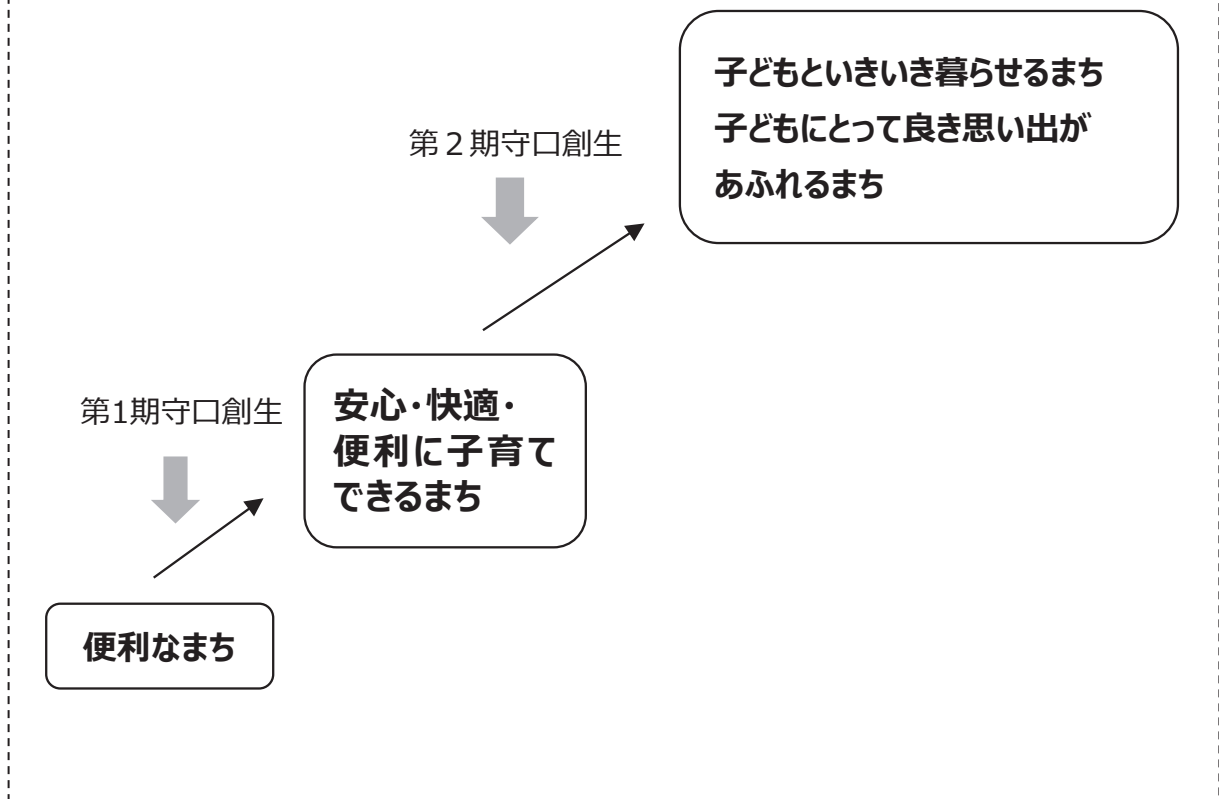 子どもといきいき暮らせるまち
子どもにとって良き思い出が
あふれるまち
第２期守口創生
第1期守口創生
安心・快適・
便利に子育て
できるまち
便利なまち